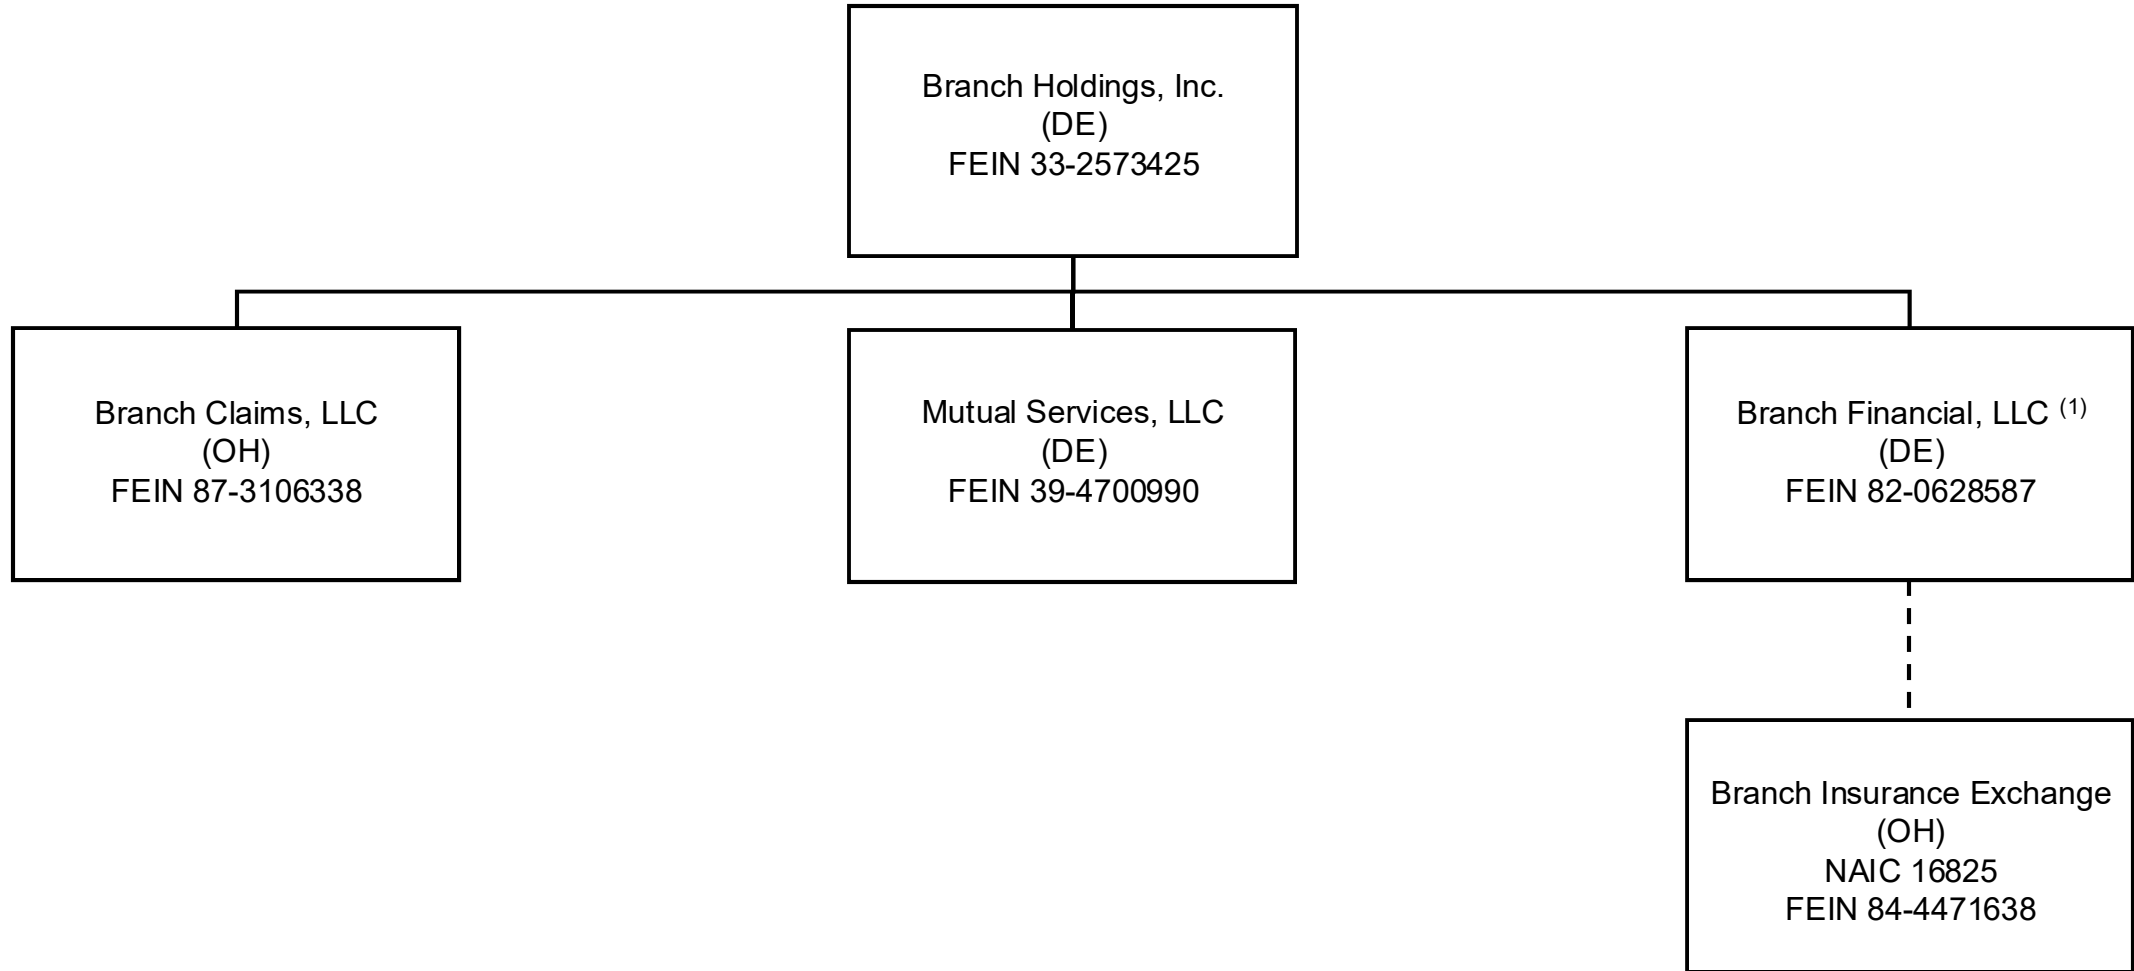 Branch Holdings, Inc.
(DE)
FEIN 33-2573425
Branch Claims, LLC
(OH)
FEIN 87-3106338
Mutual Services, LLC
(DE)
FEIN 39-4700990
Branch Financial, LLC (1)
(DE)
FEIN 82-0628587
Branch Insurance Exchange
(OH)
NAIC 16825
FEIN 84-4471638